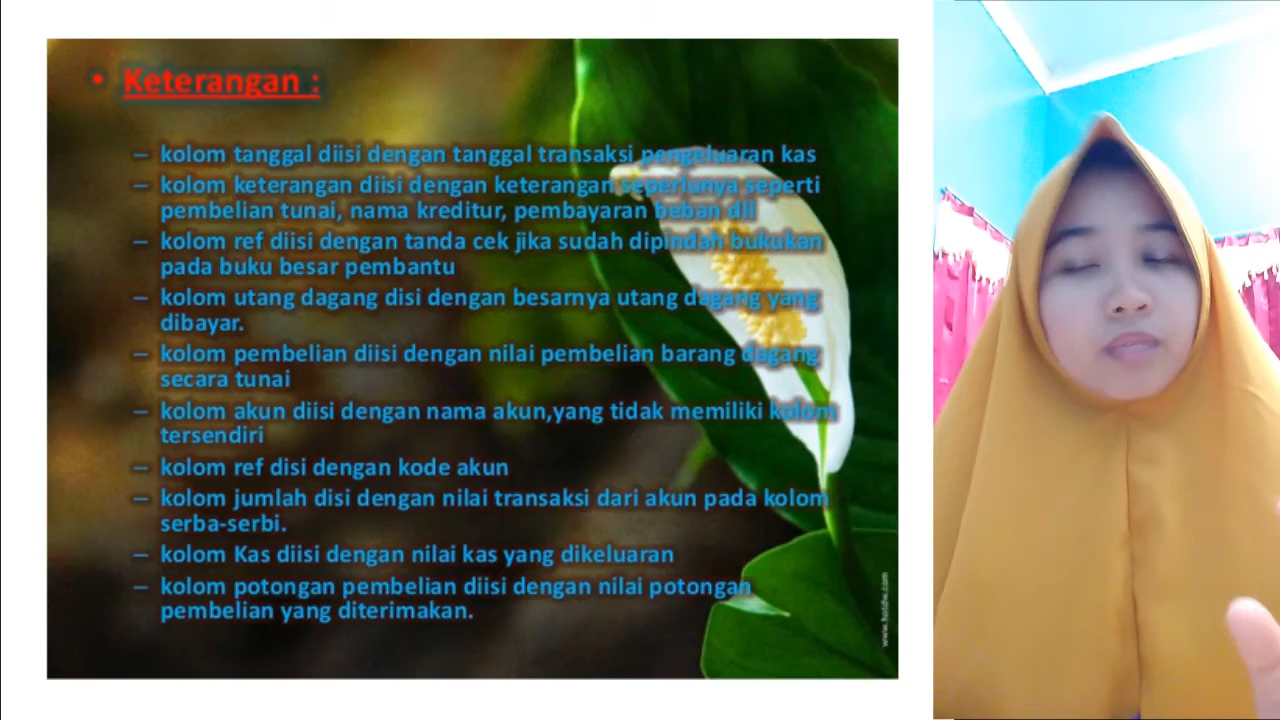 • Keterangan :
– kolom tanggal diisi dengan tanggal transaksi pengeluaran kas
– kolom keterangan diisi dengan keterangan seperlunya seperti
pembelian tunai, nama kreditur, pembayaran beban dll
– kolom ref diisi dengan tanda cek jika sudah dipindah bukukan
pada buku besar pembantu
– kolom utang dagang disi dengan besarnya utang dagang yang
dibayar.
– kolom pembelian diisi dengan nilai pembelian barang dagang
secara tunai
– kolom akun diisi dengan nama akun,yang tidak memiliki kolom
tersendiri
– kolom ref disi dengan kode akun
– kolom jumlah disi dengan nilai transaksi dari akun pada kolom
serba-serbi.
– kolom Kas diisi dengan nilai kas yang dikeluaran
– kolom potongan pembelian diisi dengan nilai potongan
pembelian yang diterimakan.